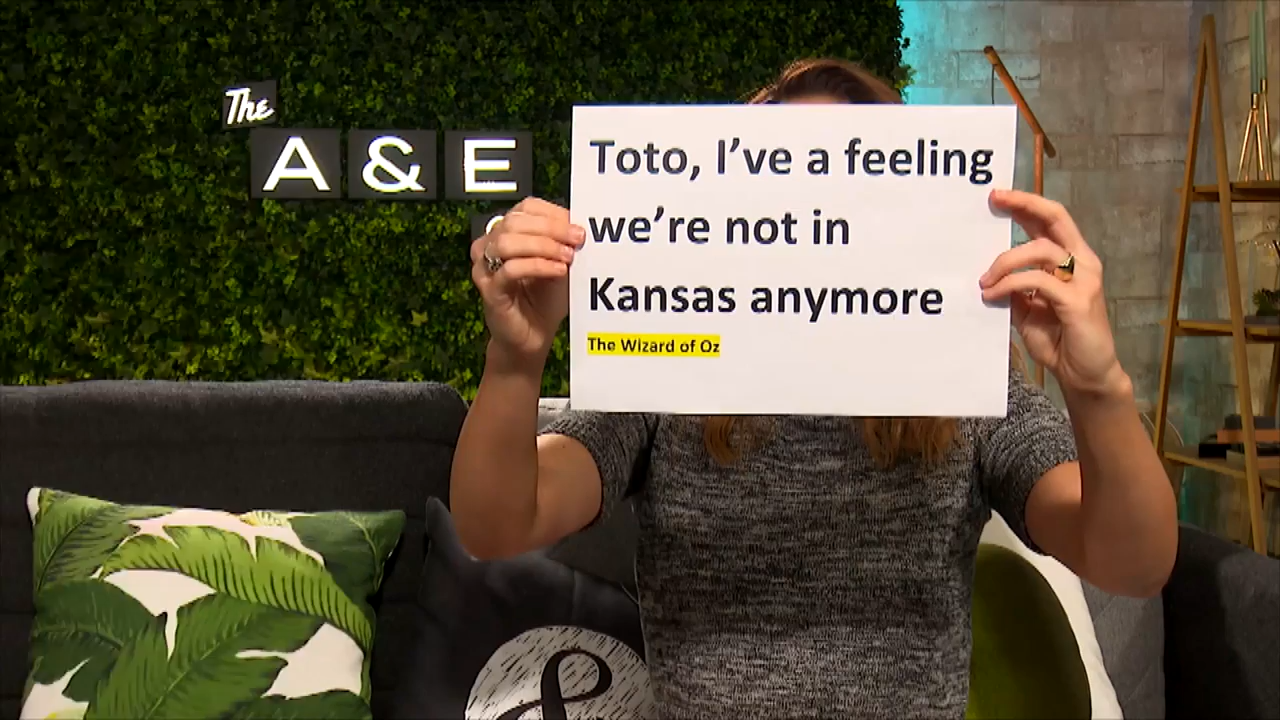 The
A & E
Toto, I've a feeling
we're not in
Kansas anymore
The Wizard of Oz
&